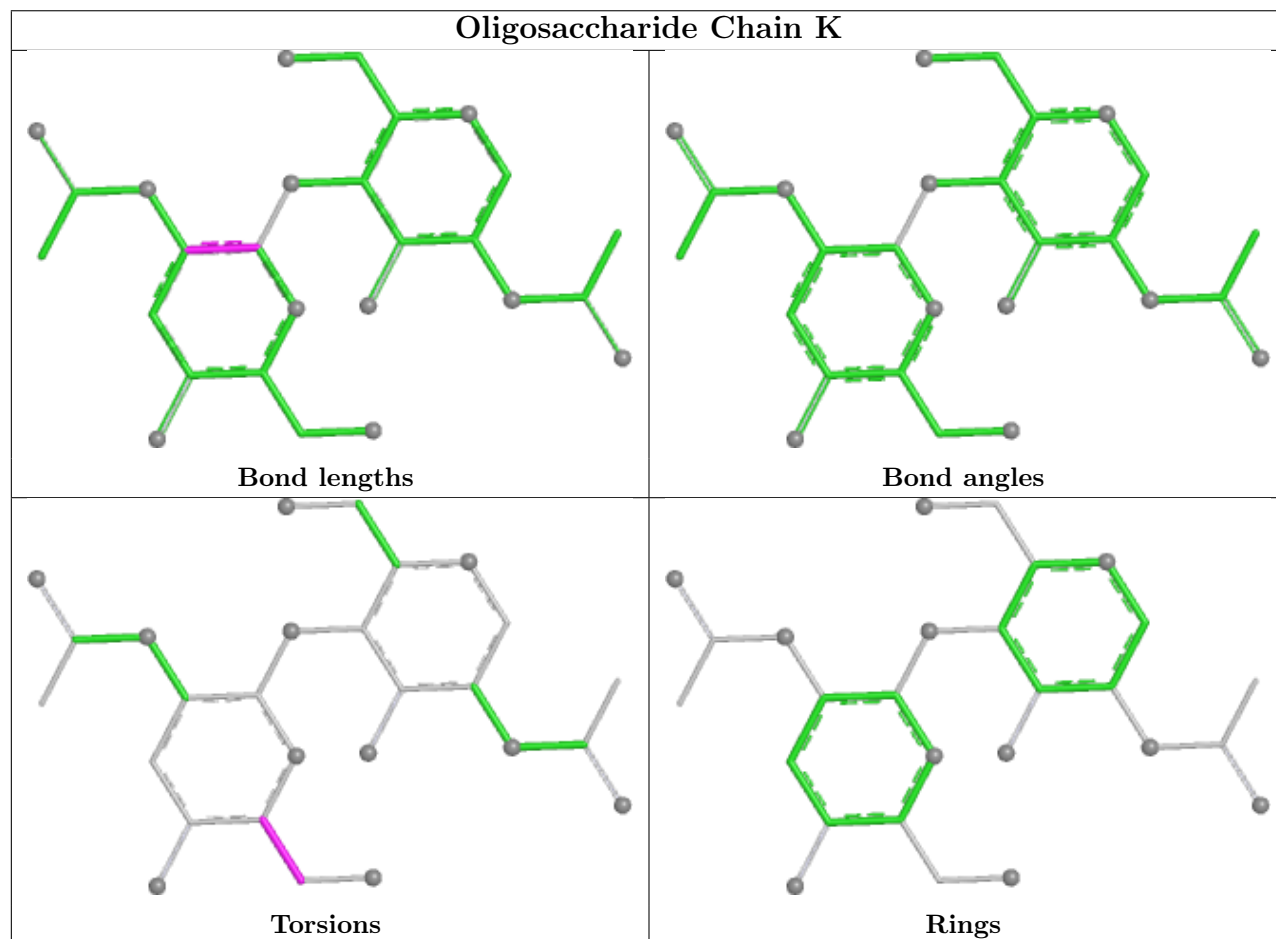 Oligosaccharide Chain K
Bond lengths
Bond angles
Torsions
Rings